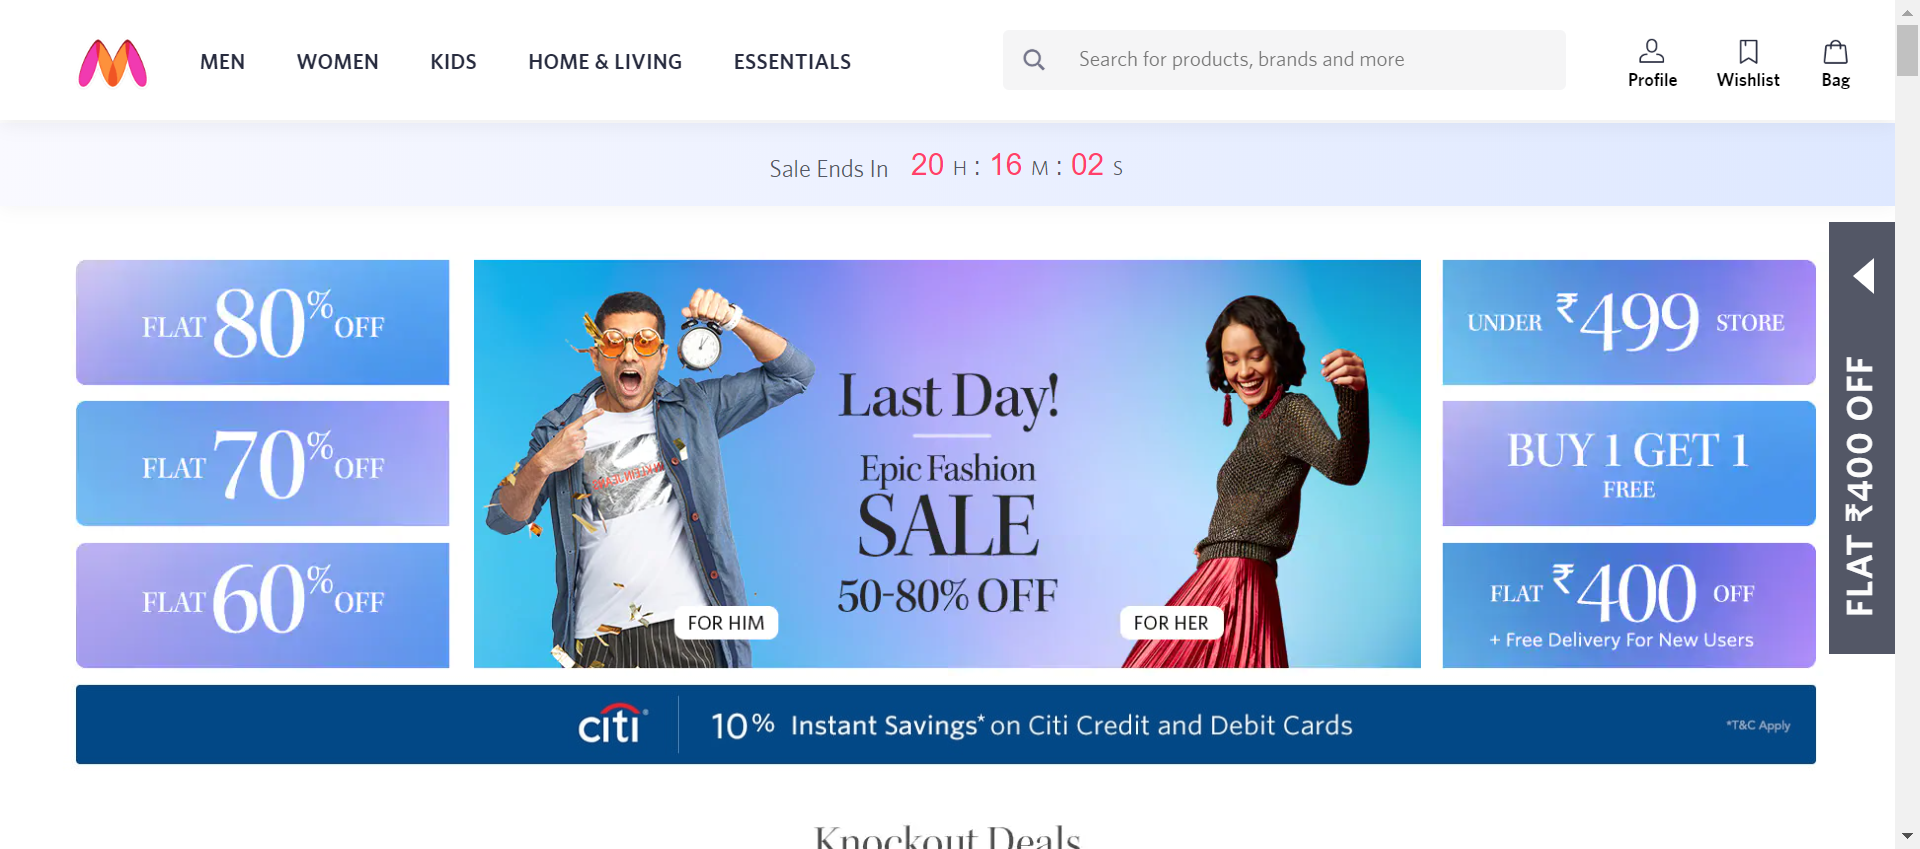 MEN WOMEN KIDS HOME & LIVING ESSENTIALS
Search for products, brands and more
Profile Wishlist Bag
Sale Ends In 20 H : 16 M : 02 S
FLAT 80% OFF
FLAT 70% OFF
FLAT 60% OFF
Last Day!
Epic Fashion
SALE
50-80% OFF
FOR HIM
FOR HER
UNDER ₹499 STORE
BUY 1 GET 1
FREE
FLAT ₹400 OFF
+ Free Delivery For New Users
FLAT ₹400 OFF
citi® 10% Instant Savings* on Citi Credit and Debit Cards
*T&C Apply
Knockout Deals